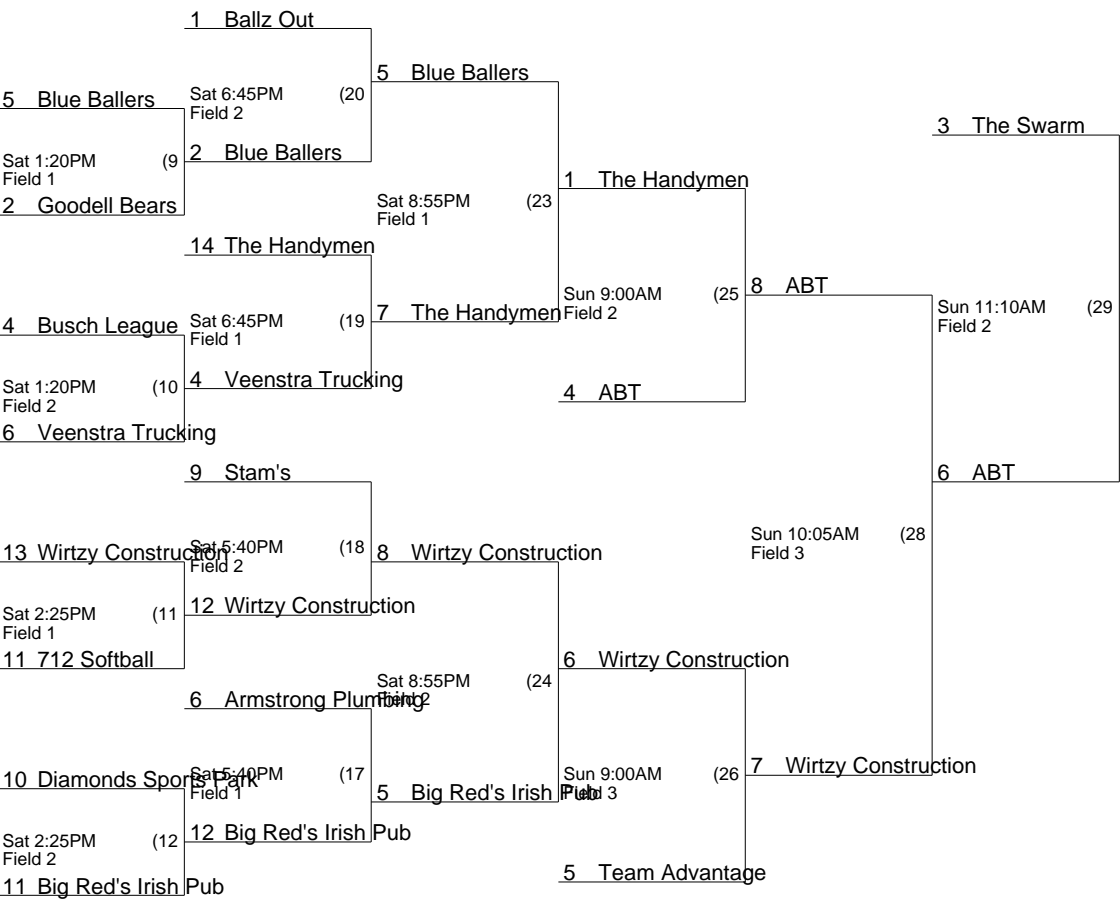 1 Ballz Out
5 Blue Ballers
Sat 6:45PM (20
Field 2
5 Blue Ballers
3 The Swarm
Sat 1:20PM (9
Field 1
2 Blue Ballers
2 Goodell Bears
1 The Handymen
Sat 8:55PM (23
Field 1
14 The Handymen
8 ABT
Sun 9:00AM (25
Field 2
Sun 11:10AM (29
Field 2
7 The Handymen
4 Busch League
Sat 6:45PM (19
Field 1
4 Veenstra Trucking
Sat 1:20PM (10
Field 2
4 ABT
6 Veenstra Trucking
9 Stam's
6 ABT
Sun 10:05AM (28
Field 3
13 Wirtzy Construction
Sat 5:40PM (18
Field 2
8 Wirtzy Construction
12 Wirtzy Construction
Sat 2:25PM (11
Field 1
11 712 Softball
6 Wirtzy Construction
Sat 8:55PM (24
Field 2
6 Armstrong Plumbing
10 Diamonds Sports Park
Sat 5:40PM (17
Field 1
Sun 9:00AM (26
Field 3
7 Wirtzy Construction
5 Big Red's Irish Pub
12 Big Red's Irish Pub
Sat 2:25PM (12
Field 2
5 Team Advantage
11 Big Red's Irish Pub